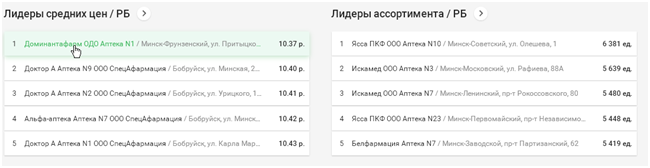 Лидеры средних цен / РБ
1 Доминантафарм ОДО Аптека N1 / Минск-Фрунзенский, ул. Притыцко... 10.37 р.
2 Доктор А Аптека N9 ООО СпецАфармация / Бобруйск, ул. Минская, 2... 10.40 р.
3 Доктор А Аптека N2 ООО СпецАфармация / Бобруйск, ул. Урицкого, 1... 10.41 р.
4 Альфа-аптека Аптека N7 ООО СпецАфармация / Бобруйск, ул. Минск... 10.42 р.
5 Доктор А Аптека N1 ООО СпецАфармация / Бобруйск, ул. Карла Мар... 10.43 р.
Лидеры ассортимента / РБ
1 Ясса ПКФ ООО Аптека N10 / Минск-Советский, ул. Олешева, 1 6 381 ед.
2 Искамед ООО Аптека N3 / Минск-Московский, ул. Рафиева, 88А 5 639 ед.
3 Искамед ООО Аптека N7 / Минск-Ленинский, пр-т Рокоссовского, 80 5 480 ед.
4 Ясса ПКФ ООО Аптека N23 / Минск-Первомайский, пр-т Независимо... 5 448 ед.
5 Белфармация Аптека N7 / Минск-Заводской, пр-т Партизанский, 62 5 419 ед.